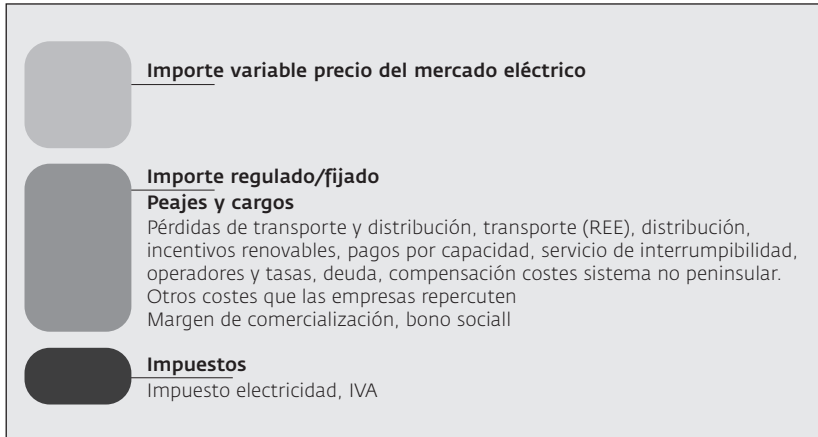 Importe variable precio del mercado eléctrico
Importe regulado/fijado
Peajes y cargos
Pérdidas de transporte y distribución, transporte (REE), distribución,
incentivos renovables, pagos por capacidad, servicio de interrumpibilidad,
operadores y tasas, deuda, compensación costes sistema no peninsular.
Otros costes que las empresas repercuten
Margen de comercialización, bono sociall
Impuestos
Impuesto electricidad, IVA